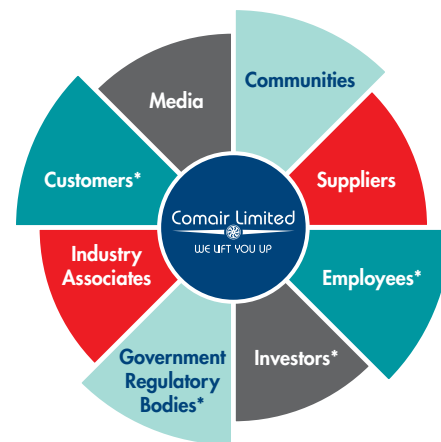 Communities
Media
Customers*
Suppliers
Comair Limited
WE LIFT YOU UP
Industry
Associates
Employees*
Government
Regulatory
Bodies*
Investors*